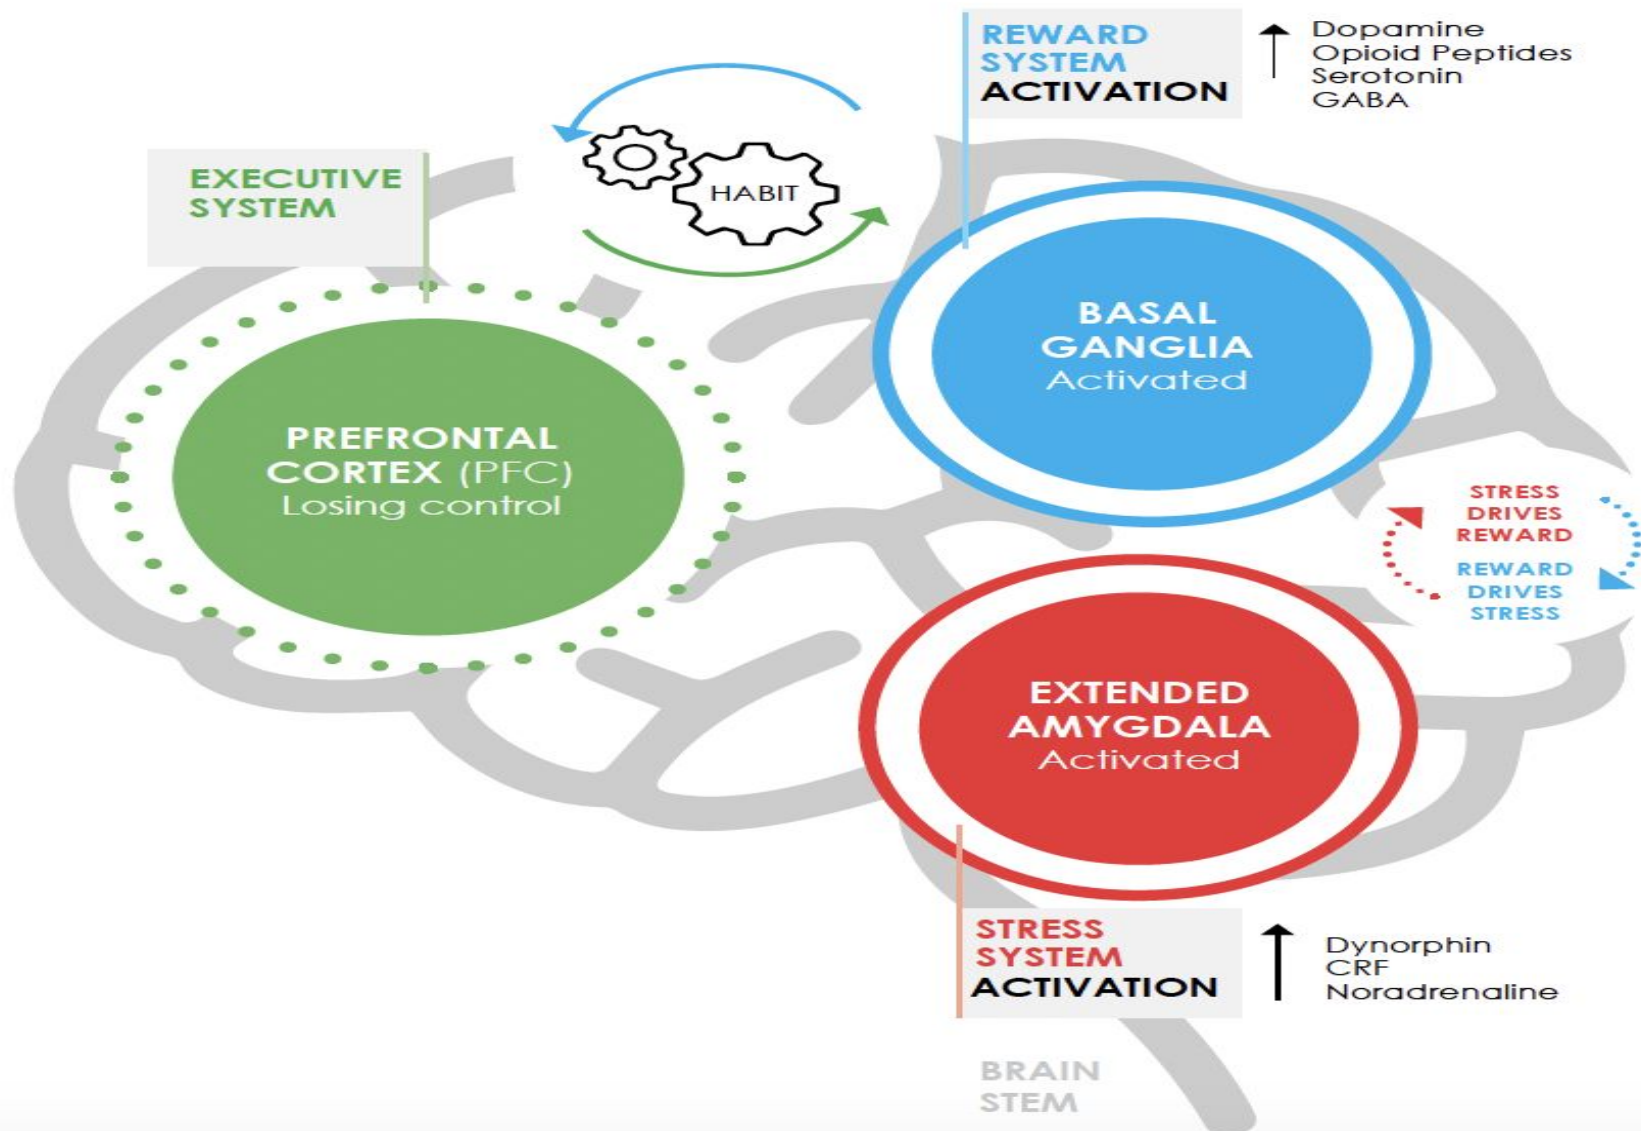 REWARD
SYSTEM
ACTIVATION
Dopamine
Opioid Peptides
Serotonin
GABA
EXECUTIVE
SYSTEM
HABIT
BASAL
GANGLIA
Activated
PREFRONTAL
CORTEX (PFC)
Losing control
STRESS
DRIVES
REWARD
REWARD
DRIVES
STRESS
EXTENDED
AMYGDALA
Activated
STRESS
SYSTEM
ACTIVATION
Dynorphin
CRF
Noradrenaline
BRAIN
STEM